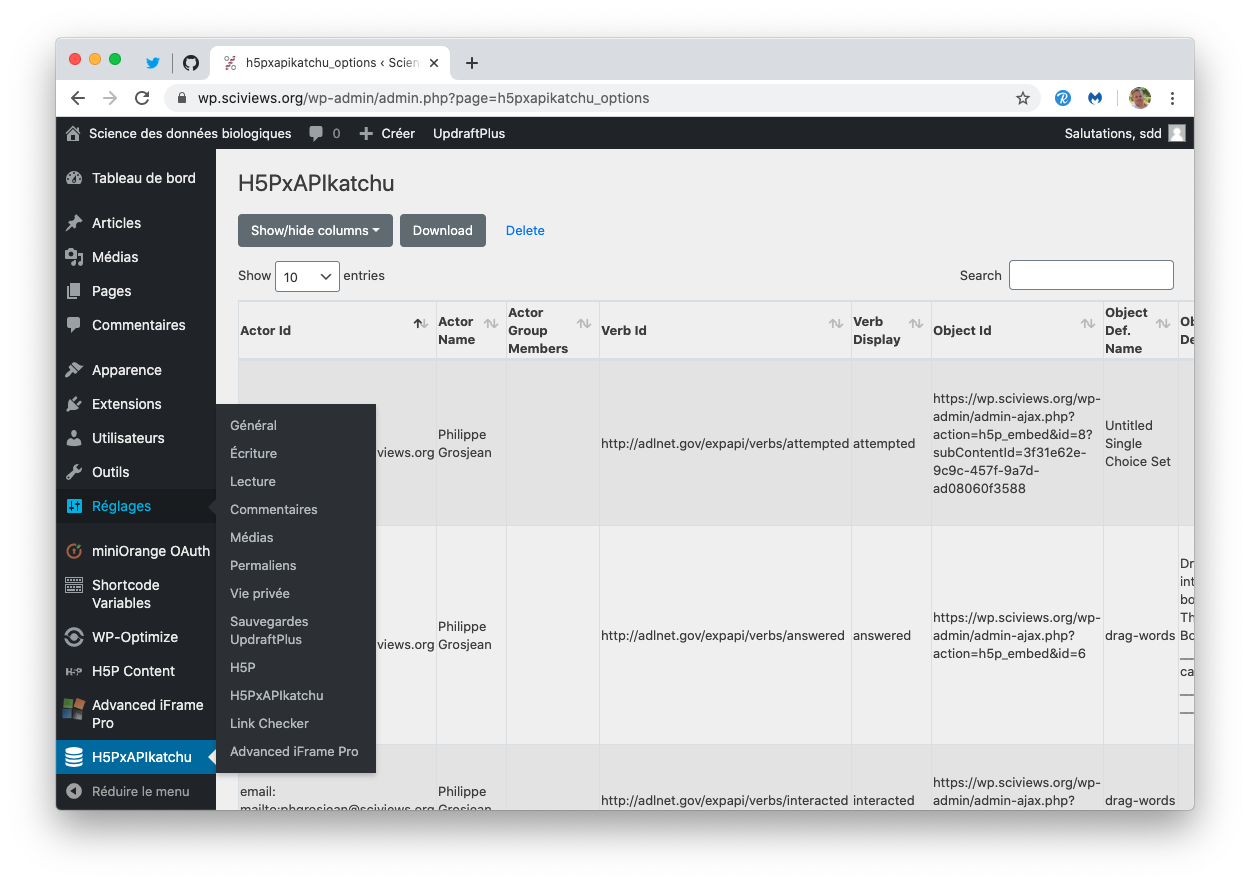 h5pxapikatchu_options ‹ Scien
wp.sciviews.org/wp-admin/admin.php?page=h5pxapikatchu_options
Science des données biologiques
0
Créer
UpdraftPlus
Salutations, sdd
Tableau de bord
Articles
Médias
Pages
Commentaires
Apparence
Extensions
Utilisateurs
Outils
Réglages
miniOrange OAuth
Shortcode
Variables
WP-Optimize
H5P Content
Advanced iFrame
Pro
H5PxAPIkatchu
Réduire le menu
Général
Écriture
Lecture
Commentaires
Médias
Permaliens
Vie privée
Sauvegardes
UpdraftPlus
H5P
H5PxAPIkatchu
Link Checker
Advanced iFrame Pro
H5PxAPIkatchu
Show/hide columns
Download
Delete
Show 10 entries
Search
Actor Id
Actor
Name
Actor
Group
Members
Verb Id
Verb
Display
Object Id
Object
Def.
Name
Ob
De
views.org
Philippe
Grosjean
http://adlnet.gov/expapi/verbs/attempted
attempted
https://wp.sciviews.org/wp-
admin/admin-ajax.php?
action=h5p_embed&id=8?
subContentId=3f31e62e-
9c9c-457f-9a7d-
ad08060f3588
Untitled
Single
Choice Set
views.org
Philippe
Grosjean
http://adlnet.gov/expapi/verbs/answered
answered
https://wp.sciviews.org/wp-
admin/admin-ajax.php?
action=h5p_embed&id=6
drag-words
Dr
int
bo
Th
Bo
ca
email:
mailto:phgrosjean@sciviews.org
Philippe
Grosjean
http://adlnet.gov/expapi/verbs/interacted
interacted
https://wp.sciviews.org/wp-
admin/admin-ajax.php?
drag-words